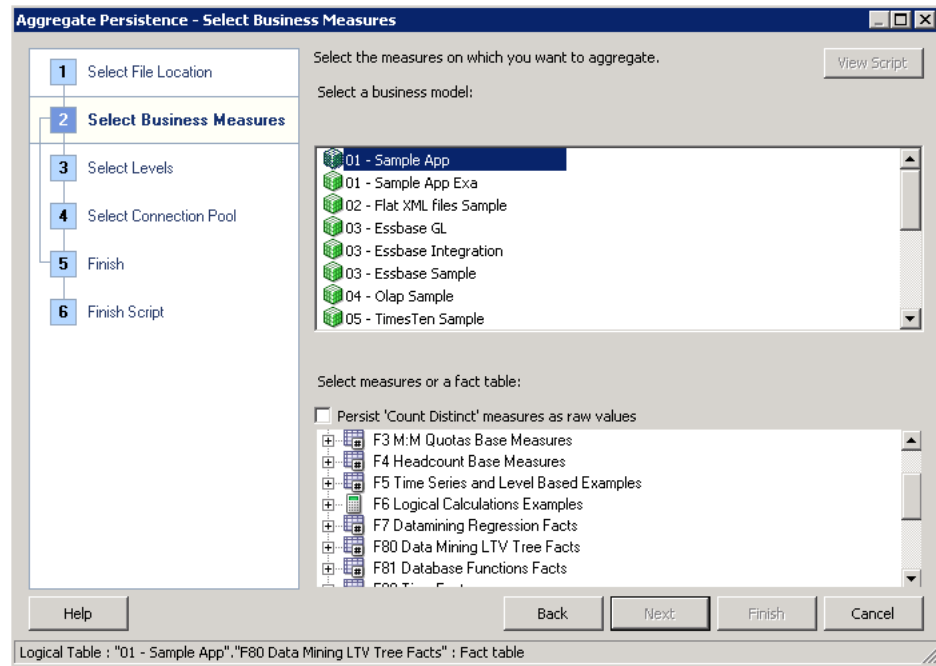 Aggregate Persistence - Select Business Measures
1 Select File Location
2 Select Business Measures
3 Select Levels
4 Select Connection Pool
5 Finish
6 Finish Script
Select the measures on which you want to aggregate.
View Script
Select a business model:
01 - Sample App
01 - Sample App Exa
02 - Flat XML files Sample
03 - Essbase GL
03 - Essbase Integration
03 - Essbase Sample
04 - Olap Sample
05 - TimesTen Sample
Select measures or a fact table:
Persist 'Count Distinct' measures as raw values
F3 M:M Quotas Base Measures
F4 Headcount Base Measures
F5 Time Series and Level Based Examples
F6 Logical Calculations Examples
F7 Datamining Regression Facts
F80 Data Mining LTV Tree Facts
F81 Database Functions Facts
Help
Back
Next
Finish
Cancel
Logical Table : "01 - Sample App"."F80 Data Mining LTV Tree Facts" : Fact table